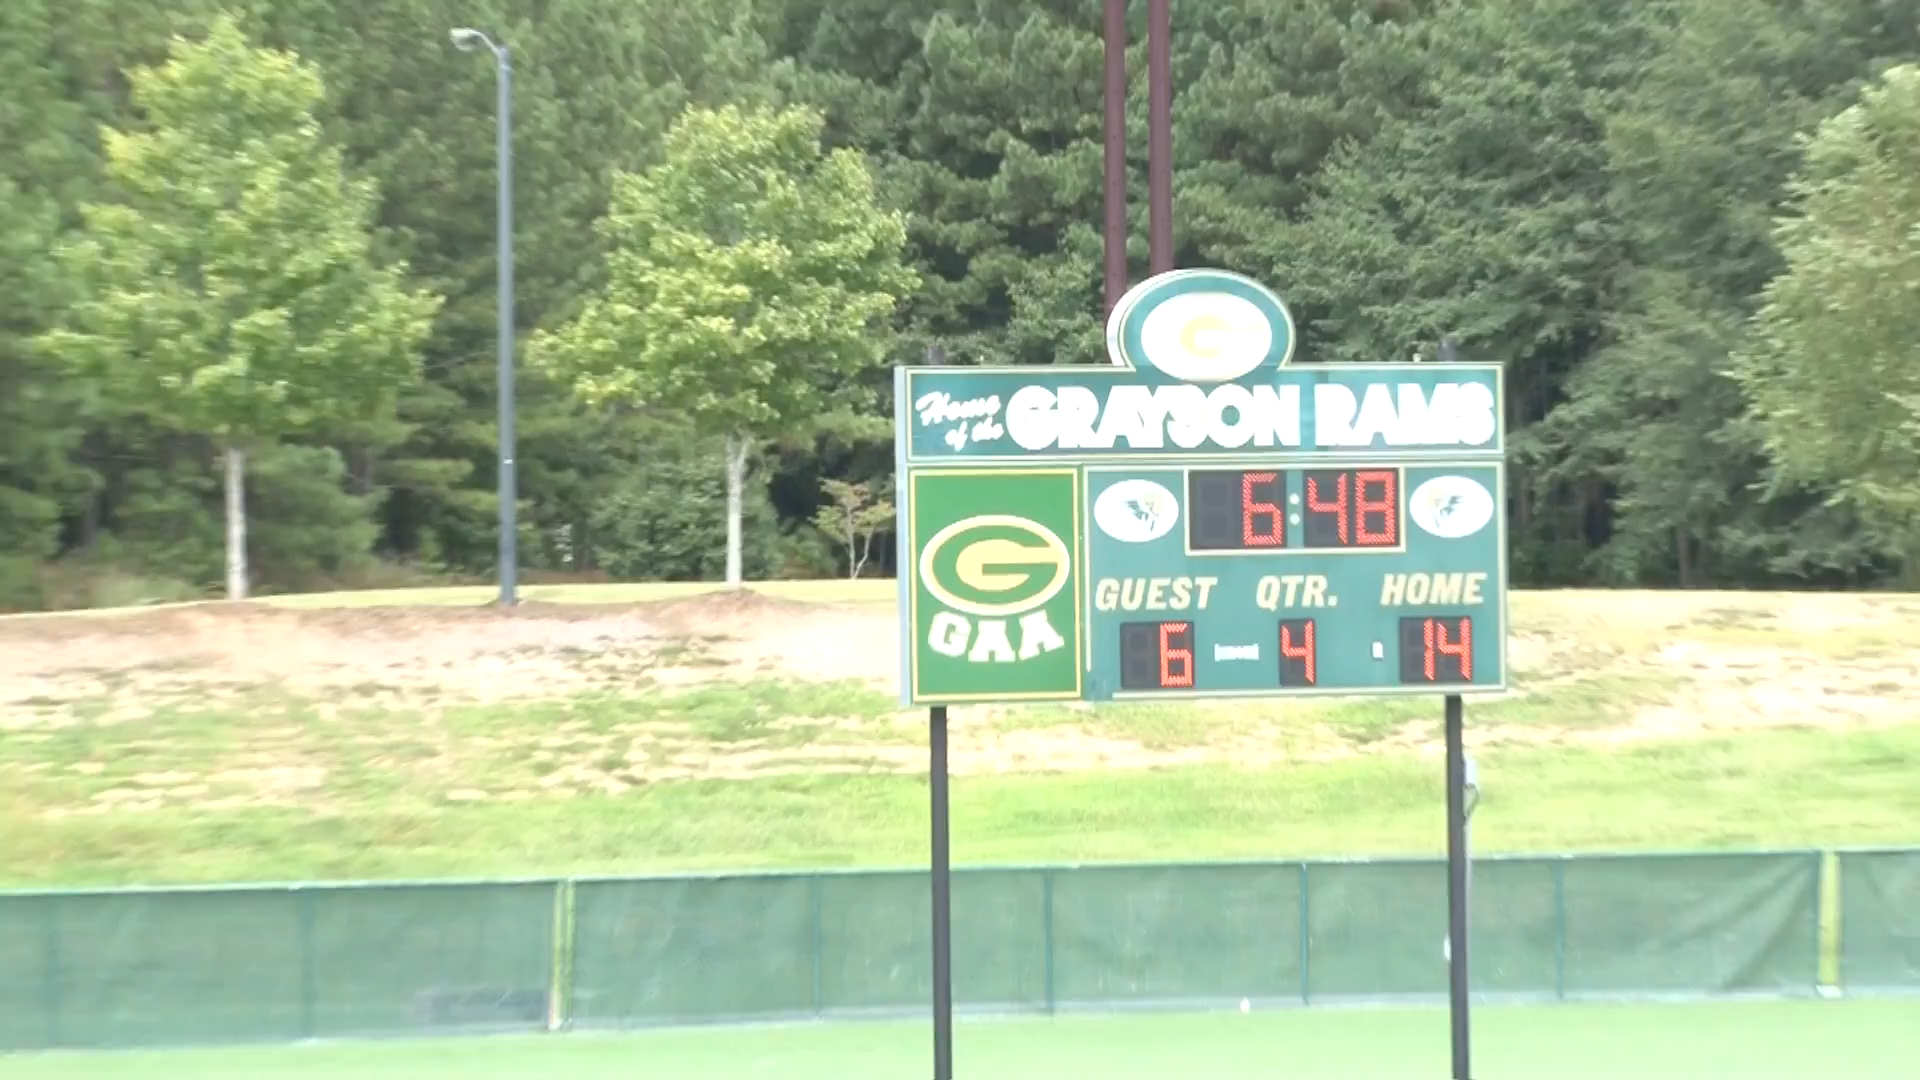 G
Home
of the
GRAYSON RAMS
G
GAA
6:48
GUEST QTR. HOME
6 4 14